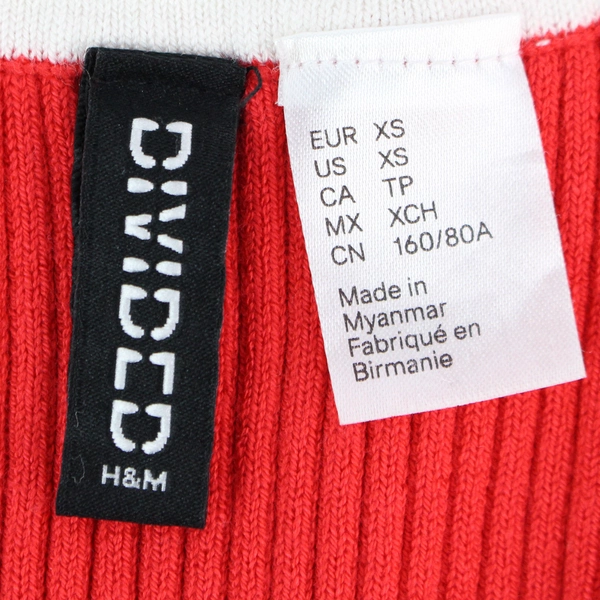 DIVIDED
H&M
EUR XS
US XS
CA TP
MX XCH
CN 160/80A
Made in
Myanmar
Fabriqué en
Birmanie